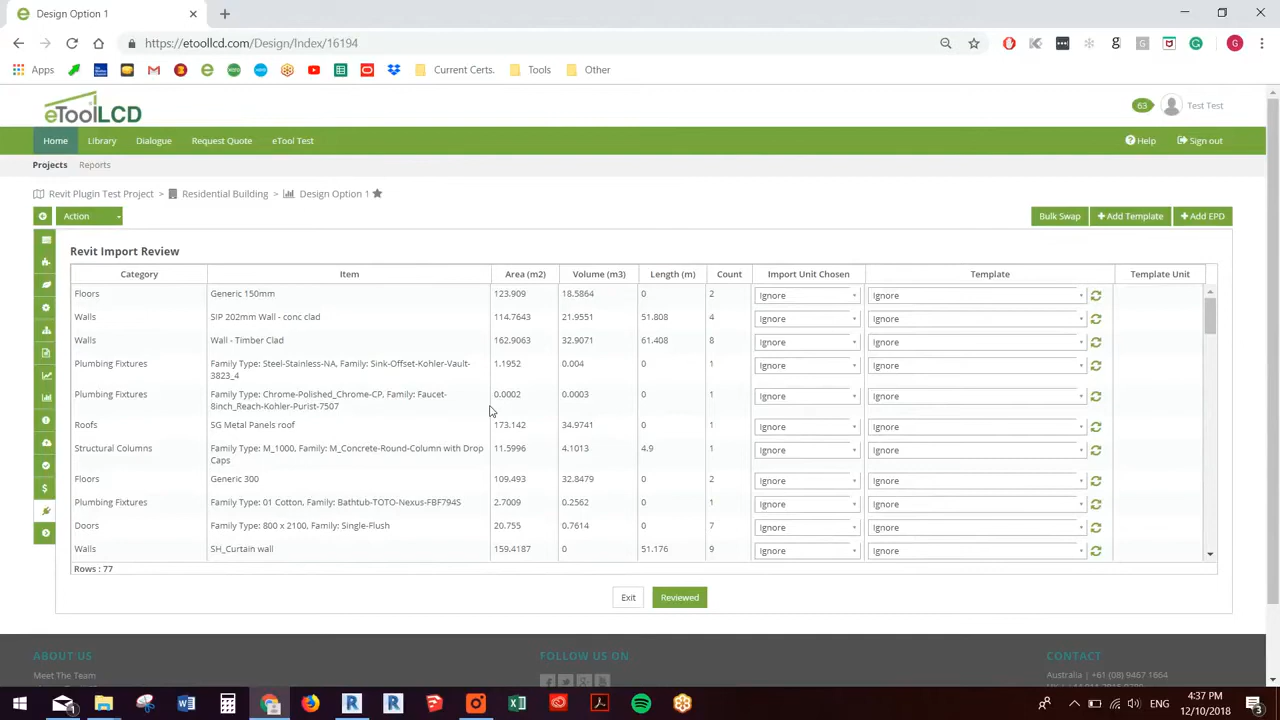 Design Option 1
https://etoollcd.com/Design/Index/16194
Apps
Current Certs.
Tools
Other
eToolLCD
63
Test Test
Home
Library
Dialogue
Request Quote
eTool Test
Help
Sign out
Projects
Reports
Revit Plugin Test Project > Residential Building > Design Option 1
Action
Bulk Swap
Add Template
Add EPD
Revit Import Review
Category Item Area (m2) Volume (m3) Length (m) Count Import Unit Chosen Template Template Unit
Floors Generic 150mm 123.909 18.5864 0 2 Ignore Ignore
Walls SIP 202mm Wall - conc clad 114.7643 21.9551 51.808 4 Ignore Ignore
Walls Wall - Timber Clad 162.9063 32.9071 61.408 8 Ignore Ignore
Plumbing Fixtures Family Type: Steel-Stainless-NA, Family: Sink-Offset-Kohler-Vault- 1.1952 0.004 0 1 Ignore Ignore
3823_4
Plumbing Fixtures Family Type: Chrome-Polished_Chrome-CP, Family: Faucet- 0.0002 0.0003 0 1 Ignore Ignore
8inch_Reach-Kohler-Purist-7507
Roofs SG Metal Panels roof 173.142 34.9741 0 1 Ignore Ignore
Structural Columns Family Type: M_1000, Family: M_Concrete-Round-Column with Drop 11.5996 4.1013 4.9 1 Ignore Ignore
Caps
Floors Generic 300 109.493 32.8479 0 2 Ignore Ignore
Plumbing Fixtures Family Type: 01 Cotton, Family: Bathtub-TOTO-Nexus-FBF794S 2.7009 0.2562 0 1 Ignore Ignore
Doors Family Type: 800 x 2100, Family: Single-Flush 20.755 0.7614 0 7 Ignore Ignore
Walls SH_Curtain wall 159.4187 0 51.176 9 Ignore Ignore
Rows : 77
Exit
Reviewed
ABOUT US
FOLLOW US ON
CONTACT
Meet The Team
Australia | +61 (08) 9467 1664
4:37 PM
ENG
12/10/2018
3